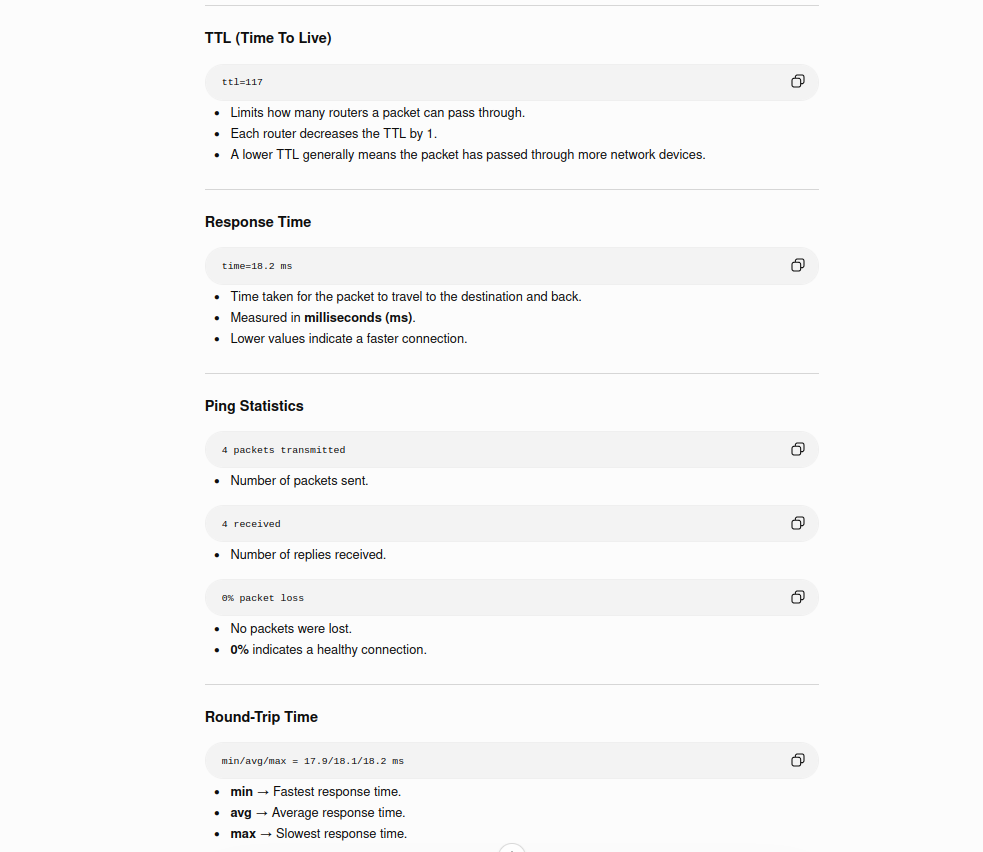 TTL (Time To Live)
ttl=117
• Limits how many routers a packet can pass through.
• Each router decreases the TTL by 1.
• A lower TTL generally means the packet has passed through more network devices.
Response Time
time=18.2 ms
• Time taken for the packet to travel to the destination and back.
• Measured in milliseconds (ms).
• Lower values indicate a faster connection.
Ping Statistics
4 packets transmitted
• Number of packets sent.
4 received
• Number of replies received.
0% packet loss
• No packets were lost.
• 0% indicates a healthy connection.
Round-Trip Time
min/avg/max = 17.9/18.1/18.2 ms
• min → Fastest response time.
• avg → Average response time.
• max → Slowest response time.